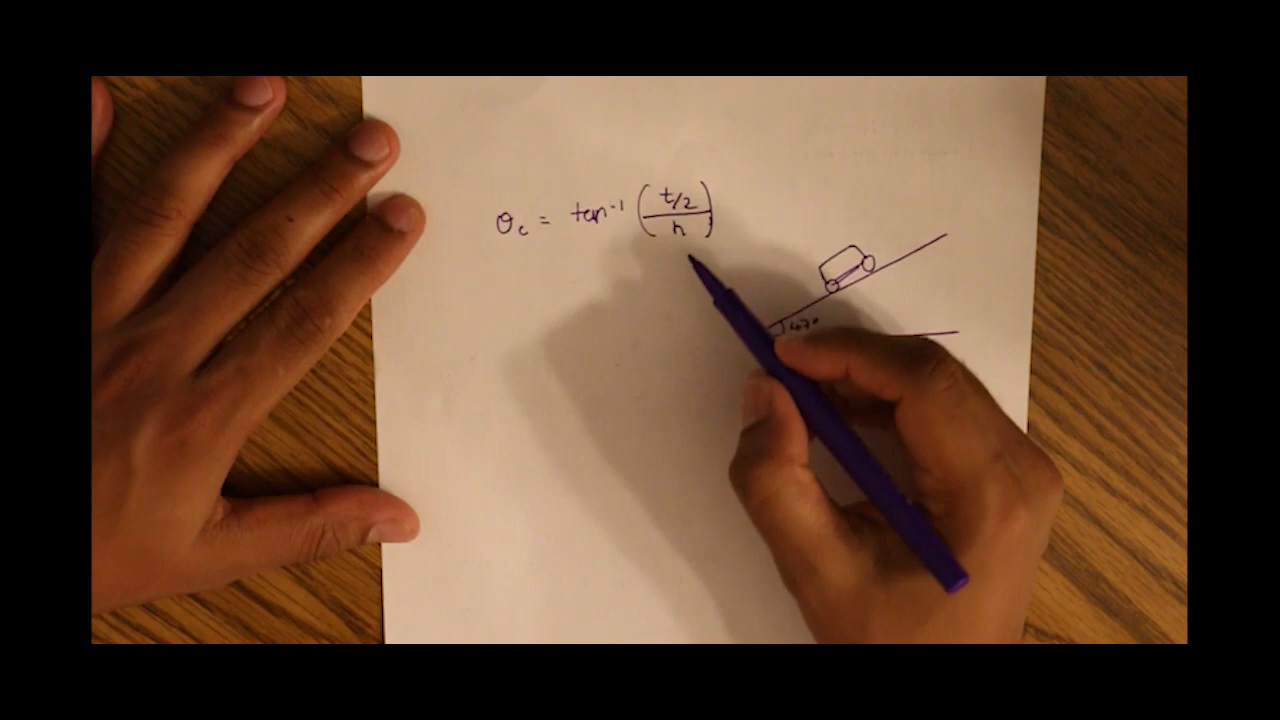 θc = tan⁻¹ ( t/2 / h )